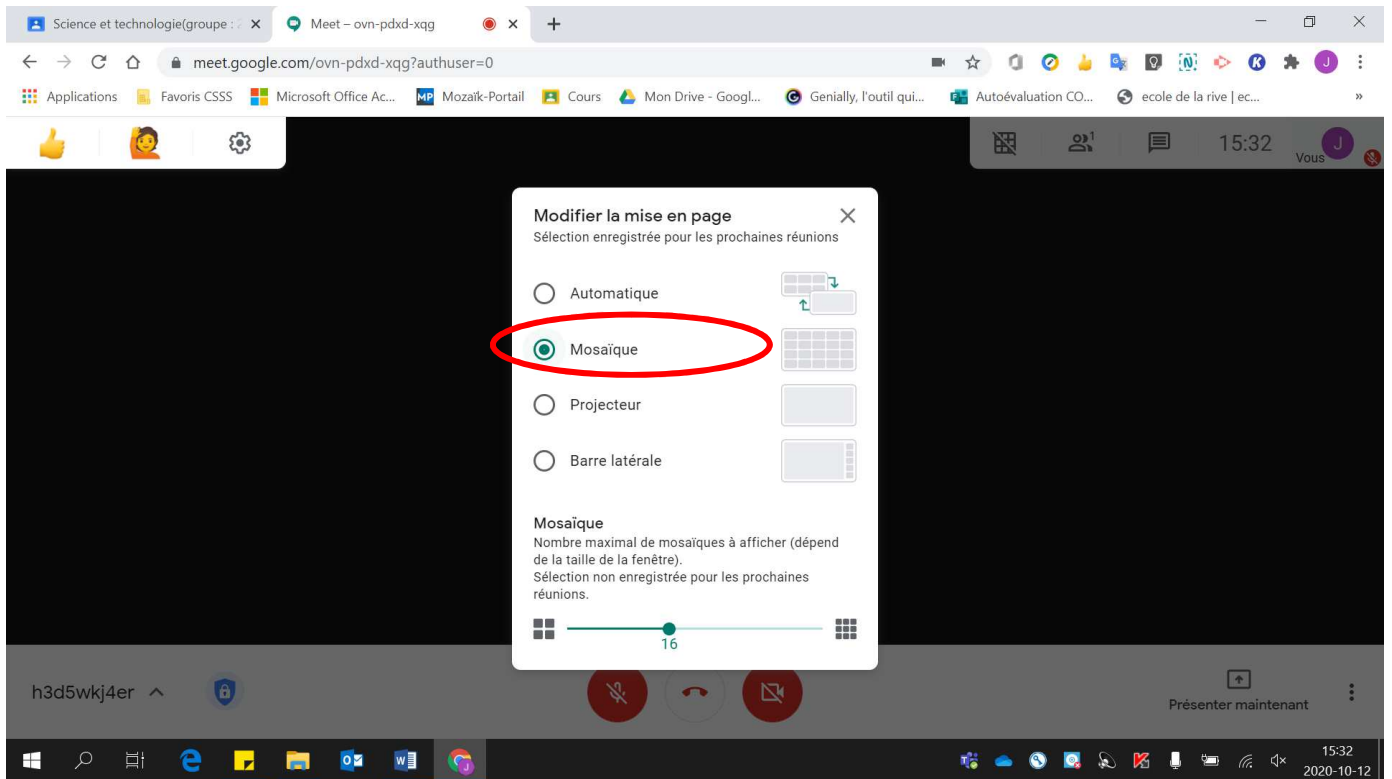 Science et technologie(groupe : 2
Meet – ovn-pdxd-xqg
meet.google.com/ovn-pdxd-xqg?authuser=0
Applications
Favoris CSSS
Microsoft Office Ac...
MP Mozaïk-Portail
Cours
Mon Drive - Googl...
Genially, l'outil qui...
Autoévaluation CO...
ecole de la rive | ec...
»
1
15:32
Vous
J
Modifier la mise en page
Sélection enregistrée pour les prochaines réunions
Automatique
Mosaïque
Projecteur
Barre latérale
Mosaïque
Nombre maximal de mosaïques à afficher (dépend
de la taille de la fenêtre).
Sélection non enregistrée pour les prochaines
réunions.
16
h3d5wkj4er
Présenter maintenant
15:32
2020-10-12